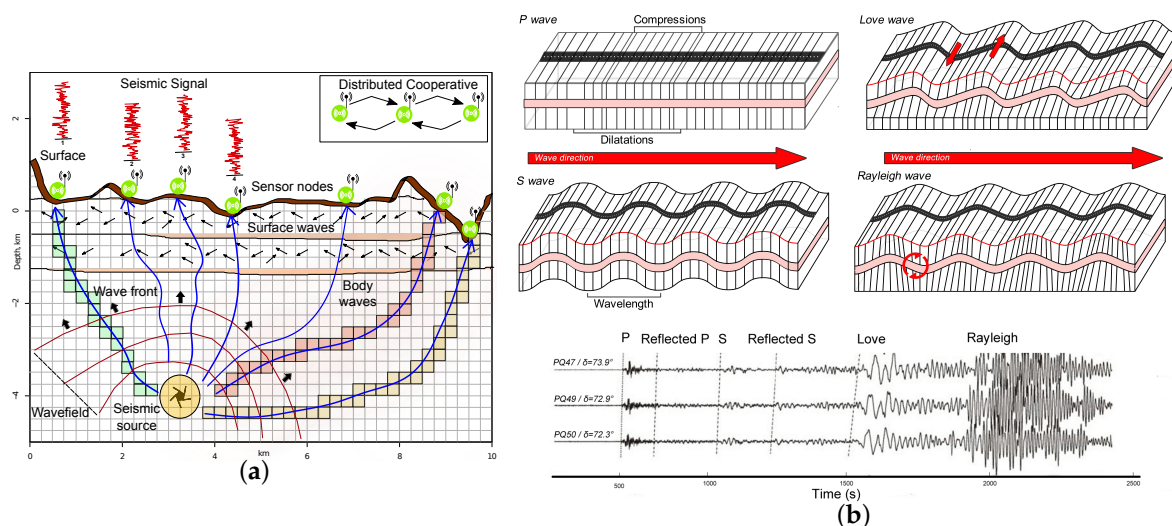 Seismic Signal
Distributed Cooperative
1
2
3
4
Surface
Sensor nodes
Surface waves
Wave front
Body
waves
Wavefield
Seismic
source
2
0
−2
−4
Depth, km
0
2
4
6
8
10
km
(a)
P wave
Compressions
Dilatations
Love wave
Wave direction
Wave direction
S wave
Wavelength
Rayleigh wave
P
Reflected P
S
Reflected S
Love
Rayleigh
PQ47 / δ=73.9°
PQ49 / δ=72.9°
PQ50 / δ=72.3°
500
1000
1500
2000
2500
Time (s)
(b)